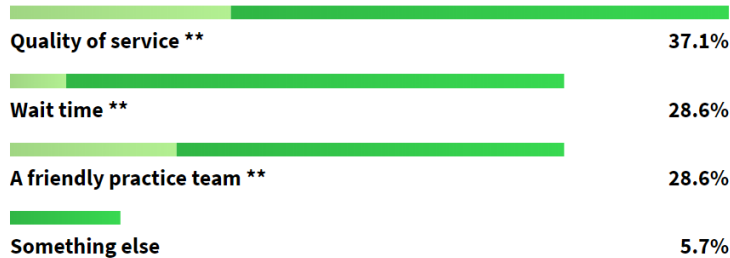 Quality of service ** 37.1%
Wait time ** 28.6%
A friendly practice team ** 28.6%
Something else 5.7%